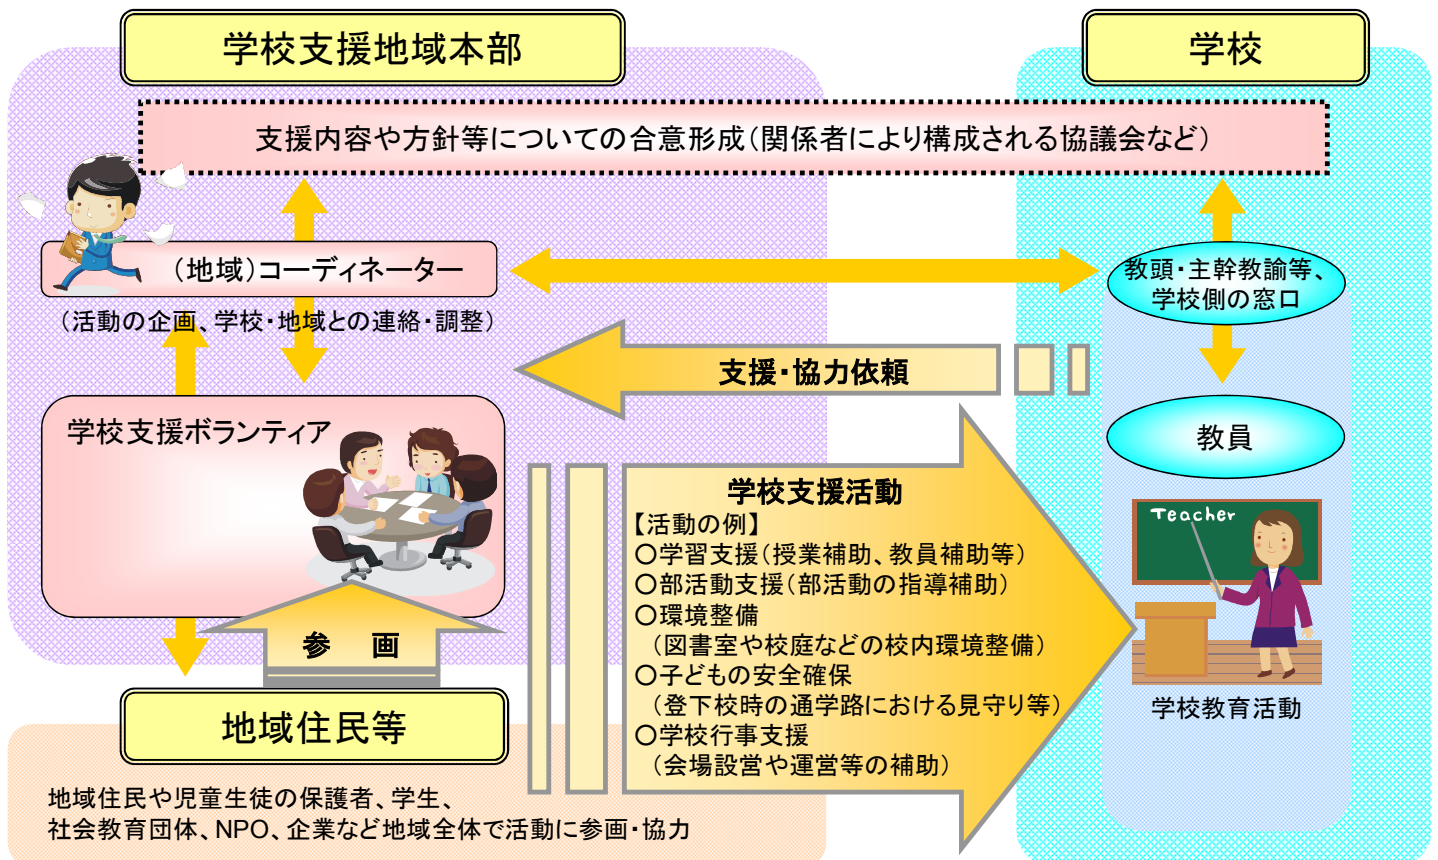 学校支援地域本部
学校
支援内容や方針等についての合意形成（関係者により構成される協議会など）
（地域）コーディネーター
（活動の企画、学校・地域との連絡・調整）
教頭・主幹教諭等、
学校側の窓口
支援・協力依頼
学校支援ボランティア
教員
学校支援活動
【活動の例】
○学習支援（授業補助、教員補助等）
○部活動支援（部活動の指導補助）
○環境整備
（図書室や校庭などの校内環境整備）
○子どもの安全確保
（登下校時の通学路における見守り等）
○学校行事支援
（会場設営や運営等の補助）
Teacher
学校教育活動
参　画
地域住民等
地域住民や児童生徒の保護者、学生、
社会教育団体、NPO、企業など地域全体で活動に参画・協力